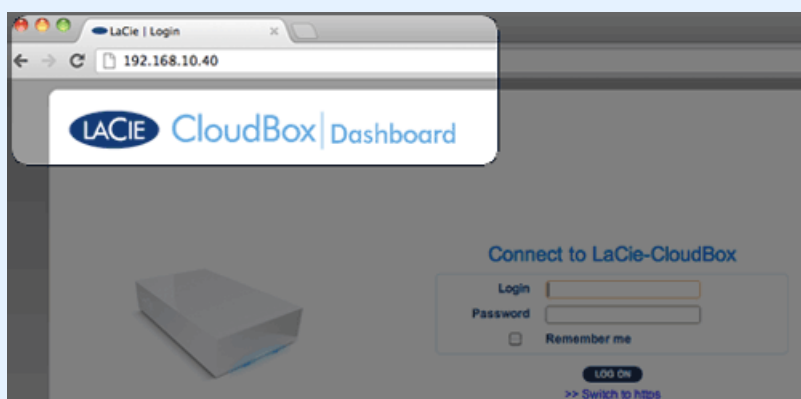 LaCie | Login
192.168.10.40
LACIE CloudBox | Dashboard
Connect to LaCie-CloudBox
Login
Password
Remember me
LOG ON
>> Switch to https